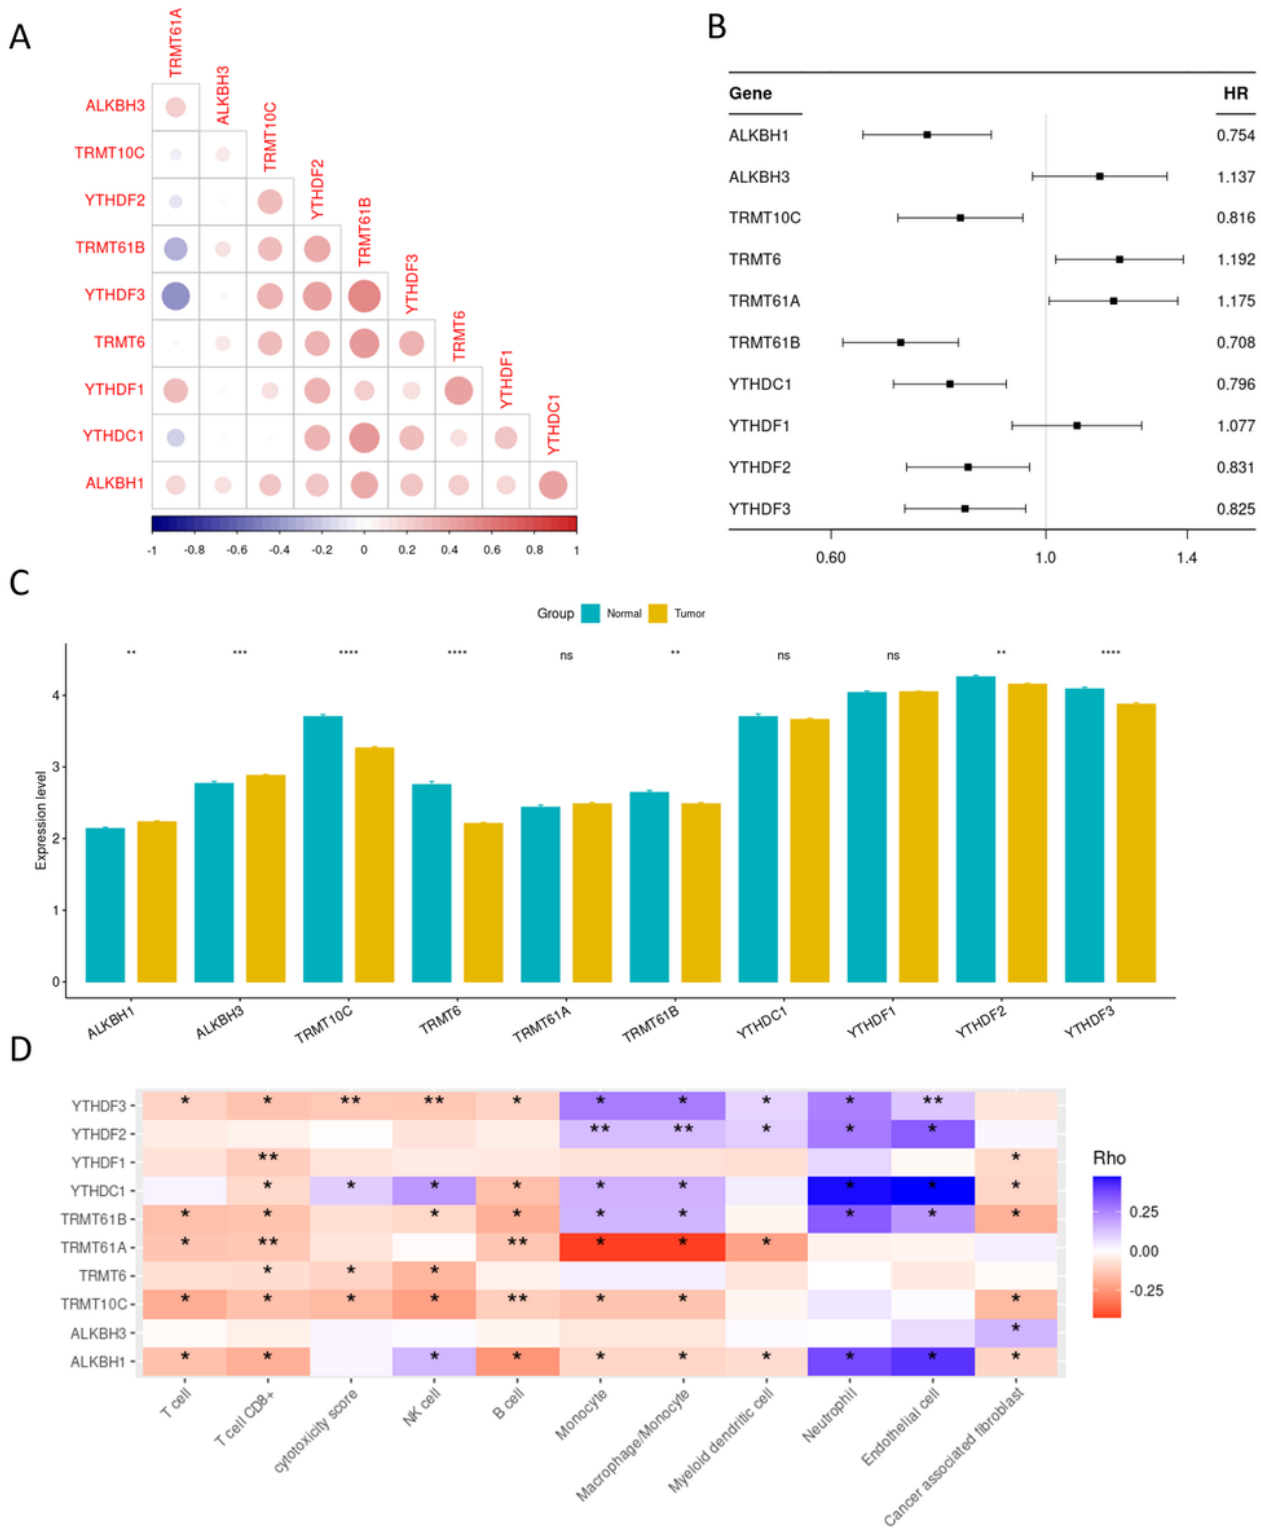 A
TRMT61A
ALKBH3
TRMT10C
YTHDF2
TRMT61B
YTHDF3
TRMT6
YTHDF1
YTHDC1
ALKBH3
TRMT10C
YTHDF2
TRMT61B
YTHDF3
TRMT6
YTHDF1
YTHDC1
ALKBH1
-1 -0.8 -0.6 -0.4 -0.2 0 0.2 0.4 0.6 0.8 1
B
Gene HR
ALKBH1 0.754
ALKBH3 1.137
TRMT10C 0.816
TRMT6 1.192
TRMT61A 1.175
TRMT61B 0.708
YTHDC1 0.796
YTHDF1 1.077
YTHDF2 0.831
YTHDF3 0.825
0.60 1.0 1.4
C
Group Normal Tumor
** *** **** **** ns ** ns ns ** ****
Expression level
4
3
2
1
0
ALKBH1 ALKBH3 TRMT10C TRMT6 TRMT61A TRMT61B YTHDC1 YTHDF1 YTHDF2 YTHDF3
D
YTHDF3 * * ** ** * * * * * **
YTHDF2 ** ** * * *
YTHDF1 ** *
YTHDC1 * * * * * * * * *
TRMT61B * * * * * * * * *
TRMT61A * ** ** * * *
TRMT6 * * *
TRMT10C * * * * ** * * *
ALKBH3 *
ALKBH1 * * * * * * * * * *
T cell
T cell CD8+
cytotoxicity score
NK cell
B cell
Monocyte
Macrophage/Monocyte
Myeloid dendritic cell
Neutrophil
Endothelial cell
Cancer associated fibroblast
Rho
0.25
0.00
-0.25